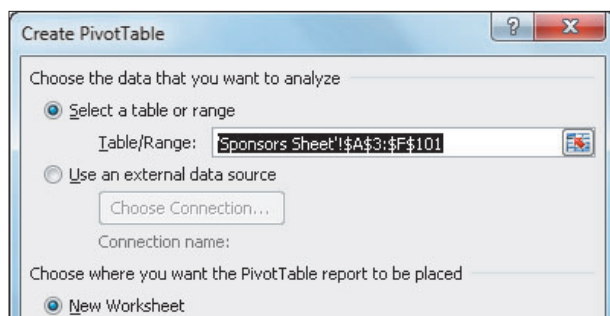 Create PivotTable
Choose the data that you want to analyze
Select a table or range
Table/Range: 'Sponsors Sheet'!$A$3:$F$101
Use an external data source
Choose Connection...
Connection name:
Choose where you want the PivotTable report to be placed
New Worksheet